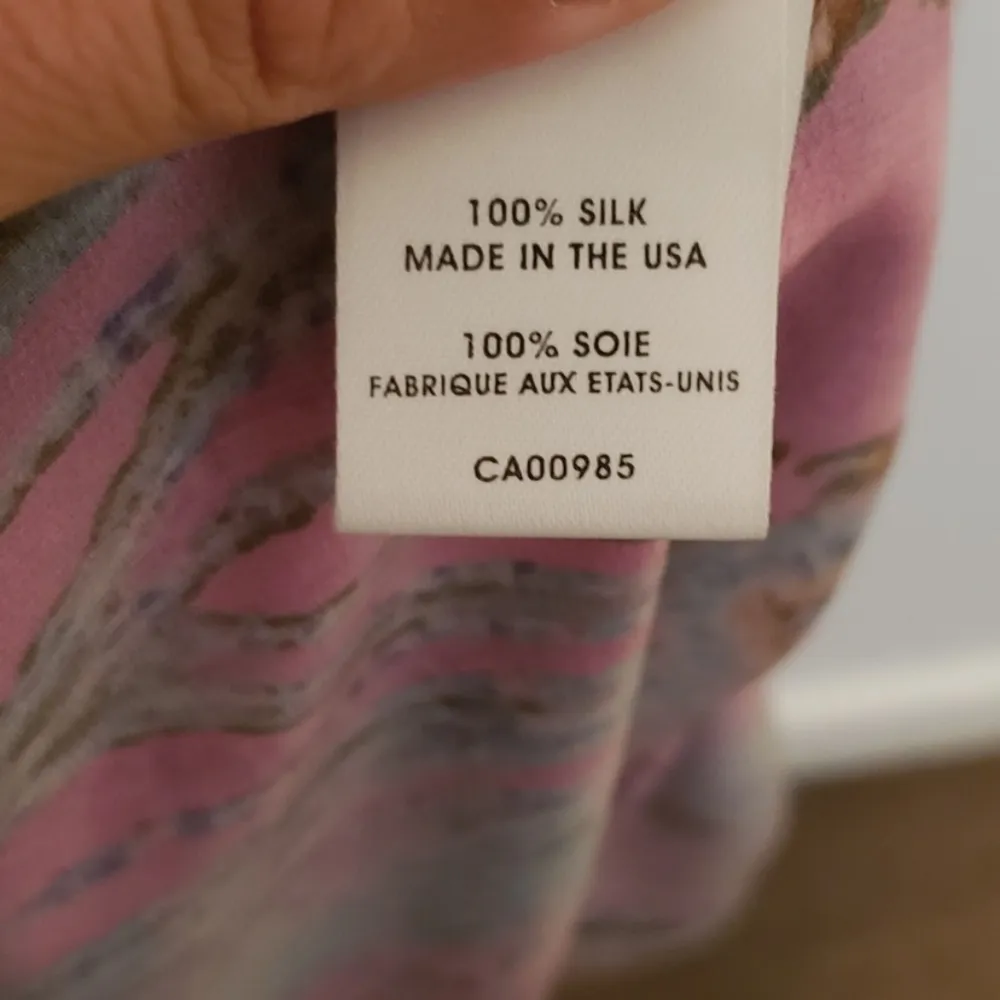 100% SILK
MADE IN THE USA
100% SOIE
FABRIQUE AUX ETATS-UNIS
CA00985